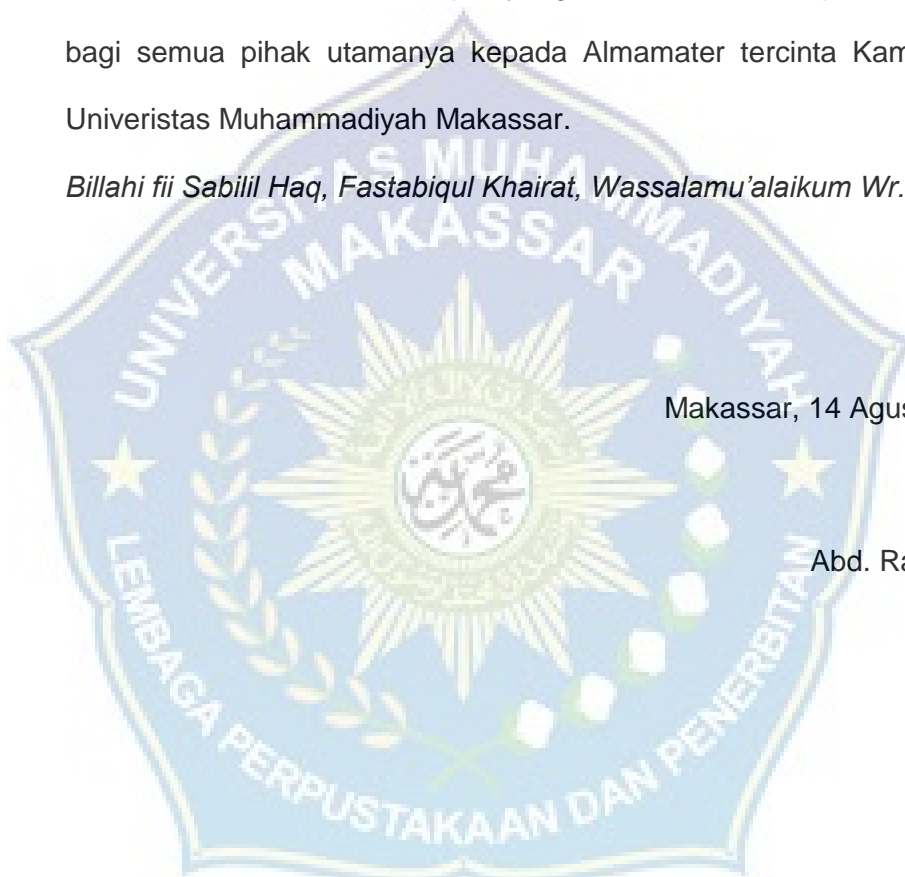 bagi semua pihak utamanya kepada Almamater tercinta
Univeristas Muhammadiyah Makassar.
Billahi fii Sabilil Haq, Fastabiqul Khairat, Wassalamu’alaikum Wr.
UNIVERSITAS MUHAMMADIYAH
MAKASSAR
Makassar, 14
Abd.
LEMBAGA PERPUSTAKAAN DAN PENERBITAN